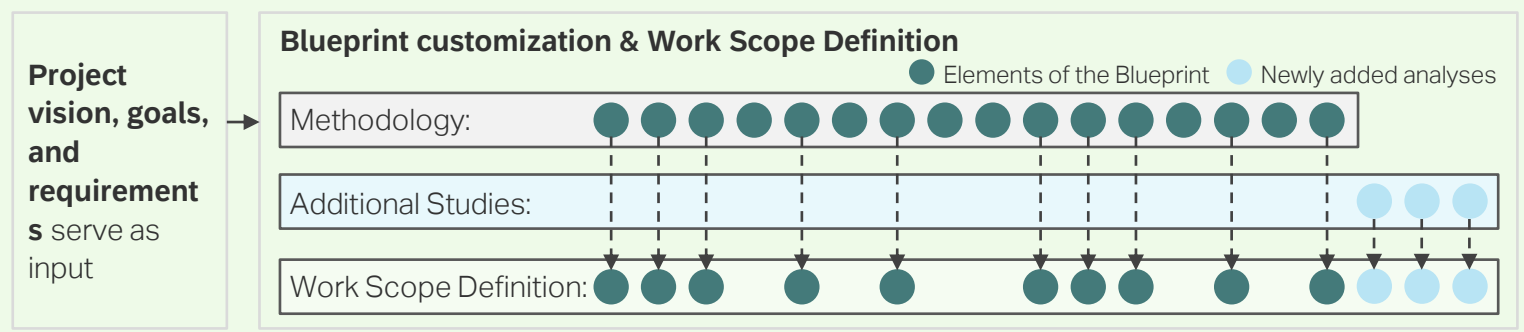 Project
vision, goals,
and
requirement
s serve as
input
Blueprint customization & Work Scope Definition
Elements of the Blueprint
Newly added analyses
Methodology:
Additional Studies:
Work Scope Definition: